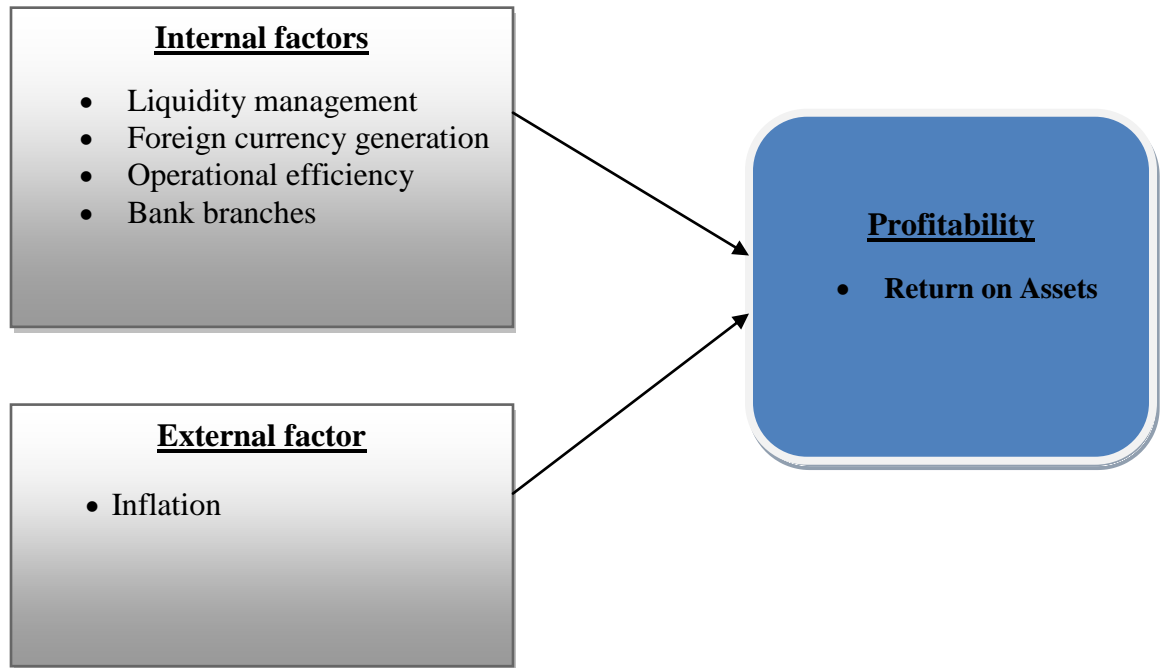 Internal factors
• Liquidity management
• Foreign currency generation
• Operational efficiency
• Bank branches
Profitability
• Return on Assets
External factor
• Inflation